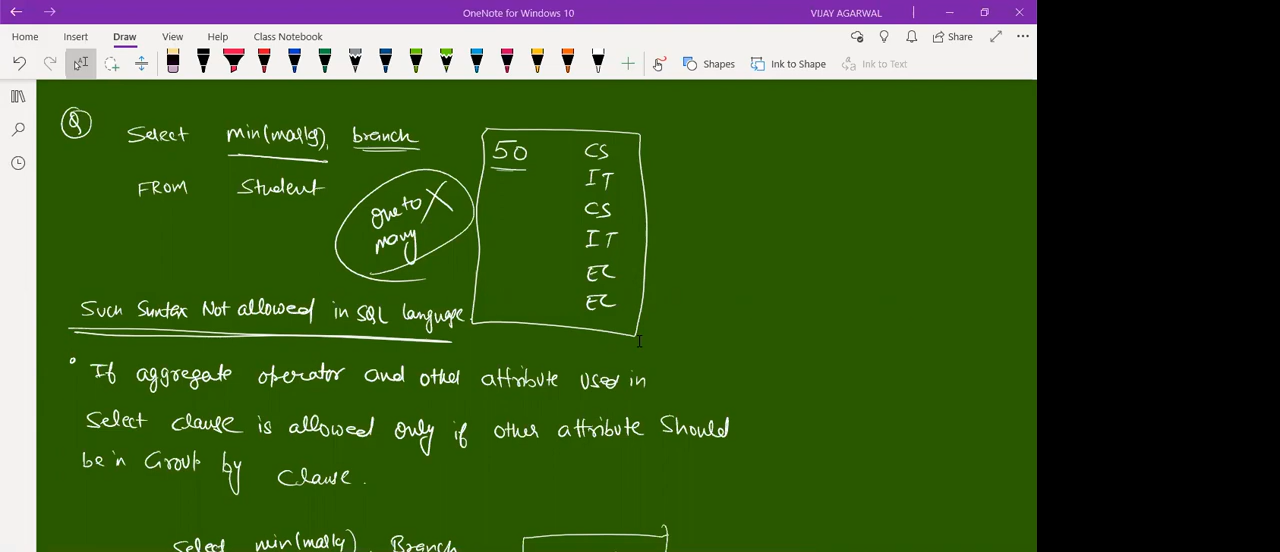 OneNote for Windows 10
VIJAY AGARWAL
Home Insert Draw View Help Class Notebook
Share
Shapes
Ink to Shape
Ink to Text
Q
Select min(marks), branch
FROM Student
One to
many
50 CS
IT
CS
IT
EC
EC
Such Syntax Not allowed in SQL language.
If aggregate operator and other attribute used in
Select clause is allowed only if other attribute Should
be in Group by Clause.
Select min(marks), Branch